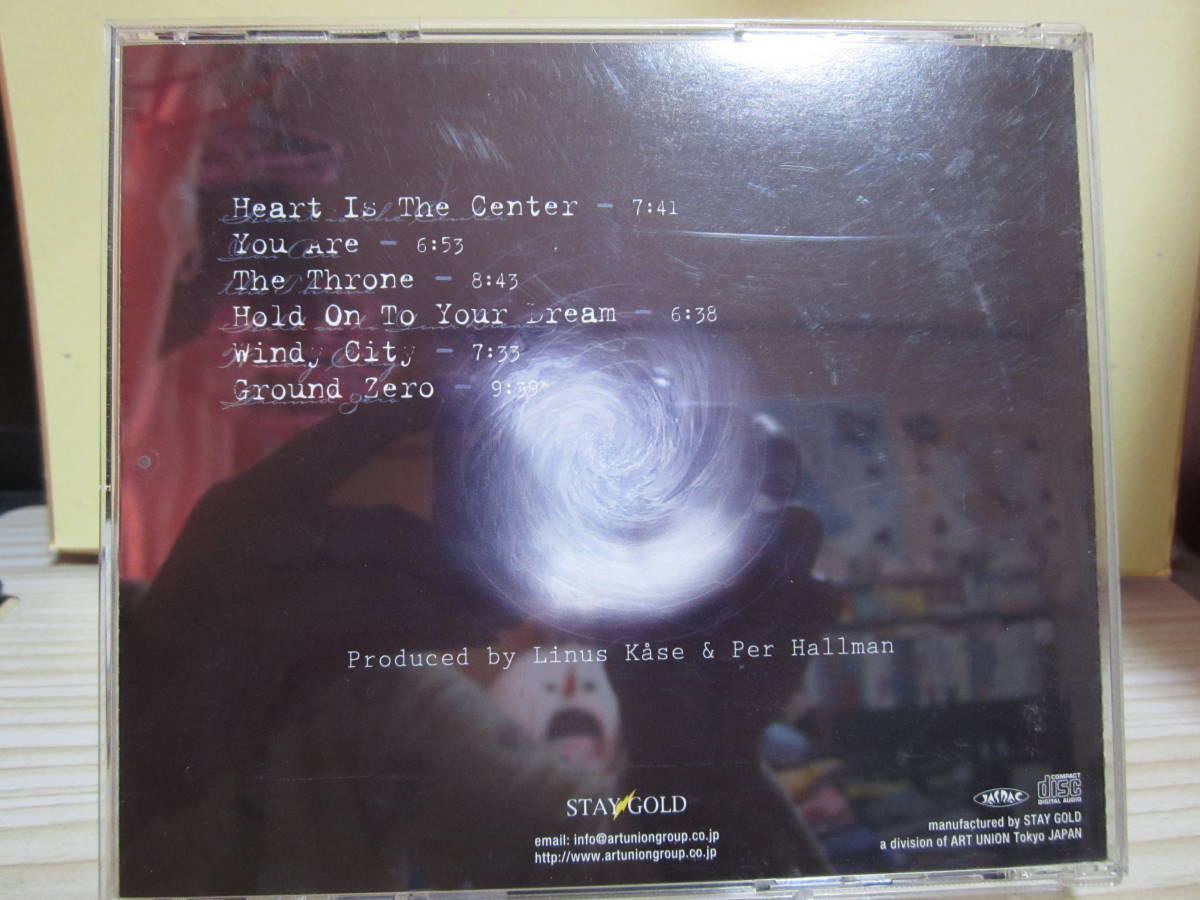 Heart Is The Center – 7:41
You Are – 6:53
The Throne – 8:43
Hold On To Your Dream – 6:38
Windy City – 7:33
Ground Zero – 9:39
Produced by Linus Kåse & Per Hallman
STAY GOLD
email: info@artuniongroup.co.jp
http://www.artuniongroup.co.jp
JASRAC
COMPACT
disc
DIGITAL AUDIO
manufactured by STAY GOLD
a division of ART UNION Tokyo JAPAN